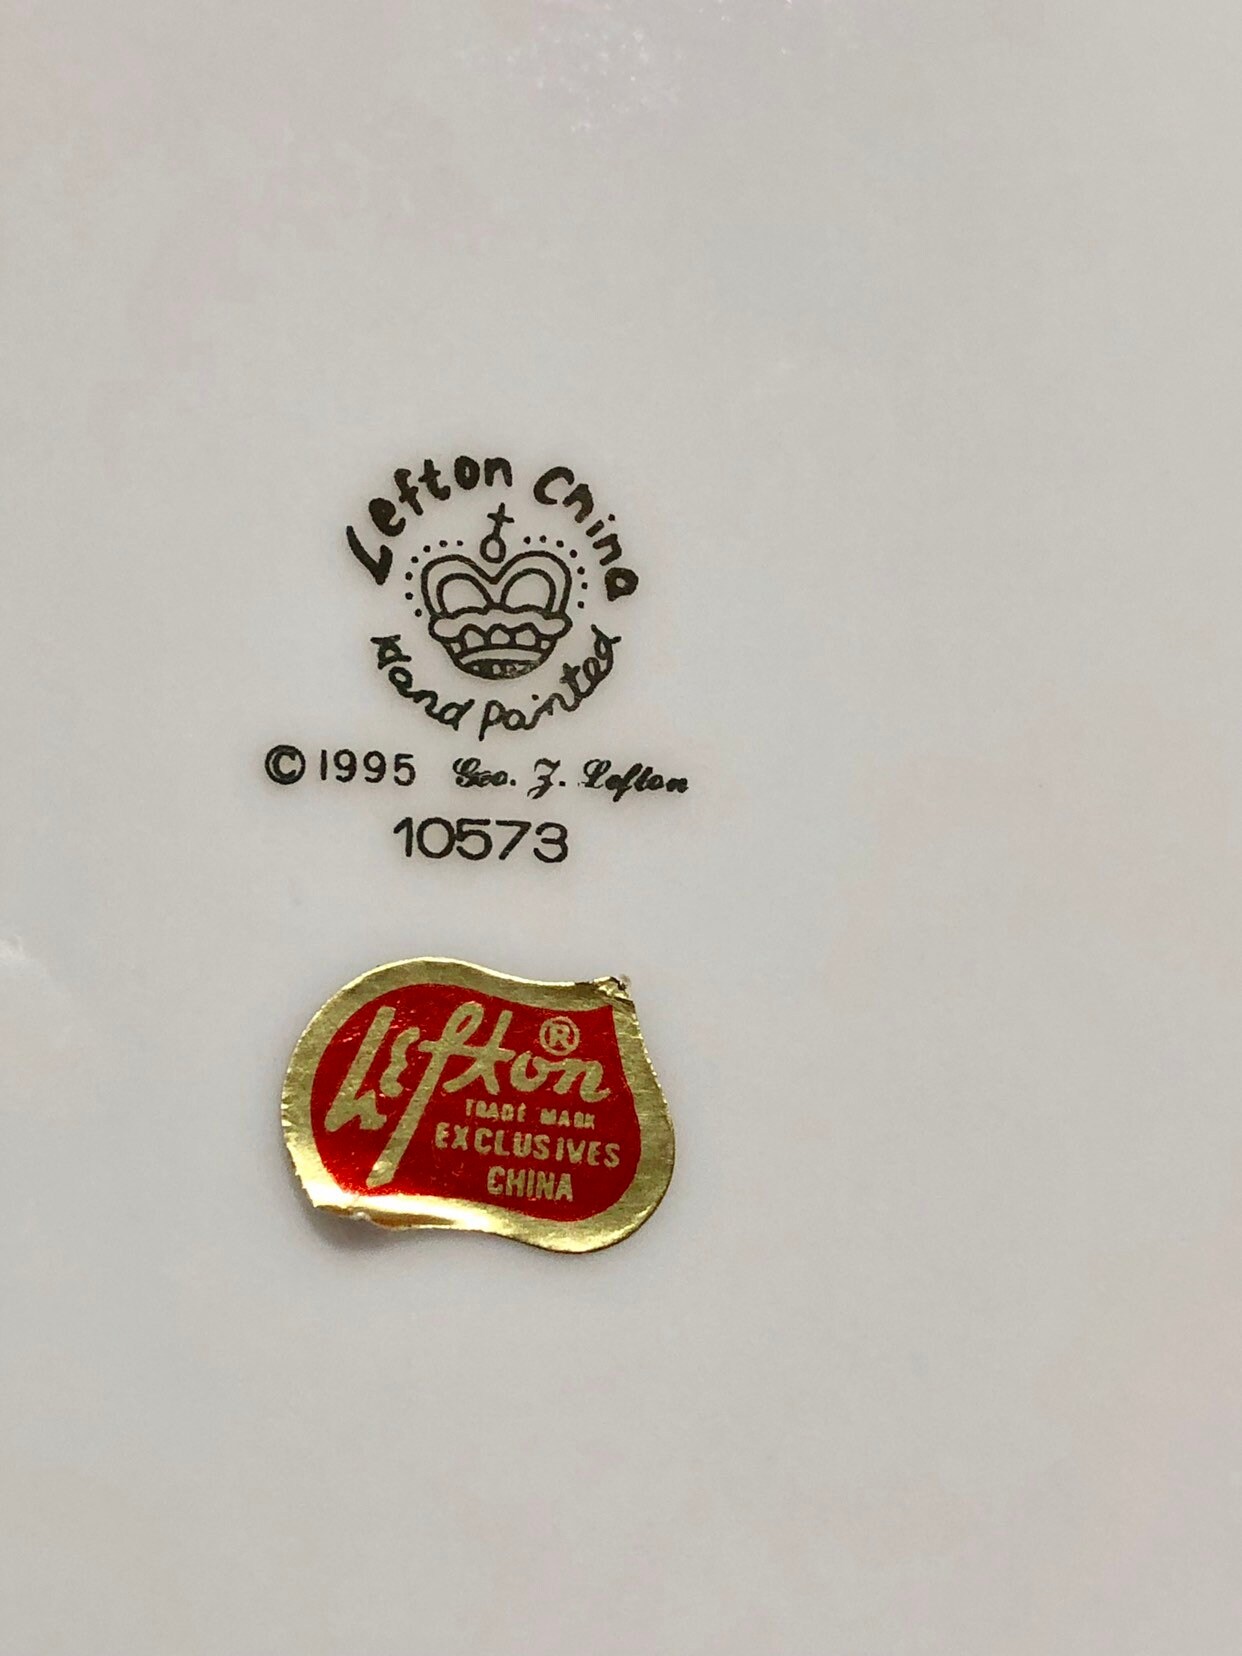 Lefton China
Hand Painted
© 1995 Geo. Z. Lefton
10573
Lefton ®
TRADE MARK
EXCLUSIVES
CHINA